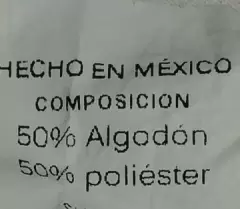 HECHO EN MÉXICO
COMPOSICION
50% Algodón
50% poliéster